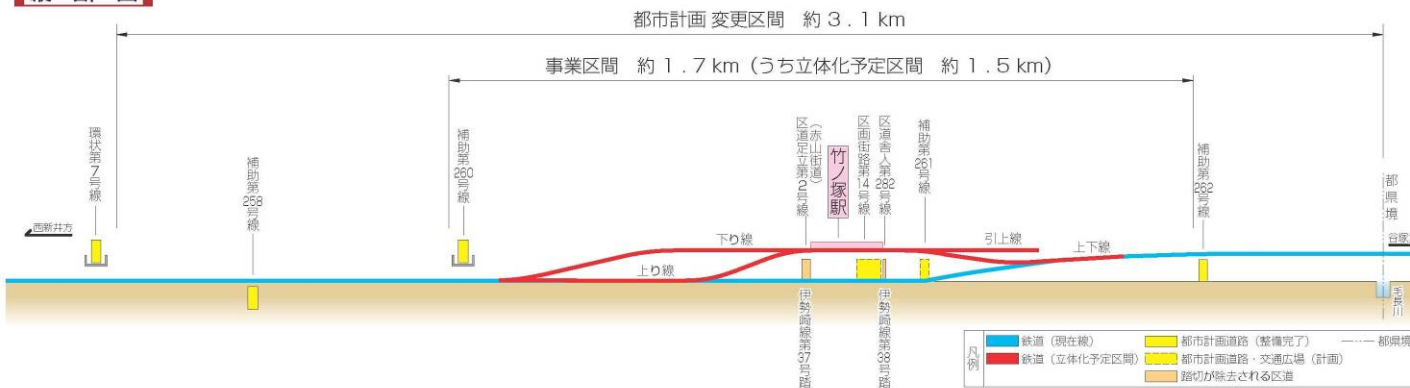 都市計画 変更区間 約3.1km
事業区間 約1.7km(うち立体化予定区間 約1.5km)
環状第7号線
補助第258号線
補助第260号線
区道足立第2号線
(赤山街道)
竹ノ塚駅
区画街路第14号線
区道舎人第282号線
補助第261号線
補助第262号線
都県境
西新井方
下り線
上り線
引上線
上下線
谷塚
毛長川
伊勢崎線第37号踏
伊勢崎線第38号踏
凡例
鉄道(現在線)
都市計画道路(整備完了)
都県境
鉄道(立体化予定区間)
都市計画道路・交通広場(計画)
踏切が除去される区道